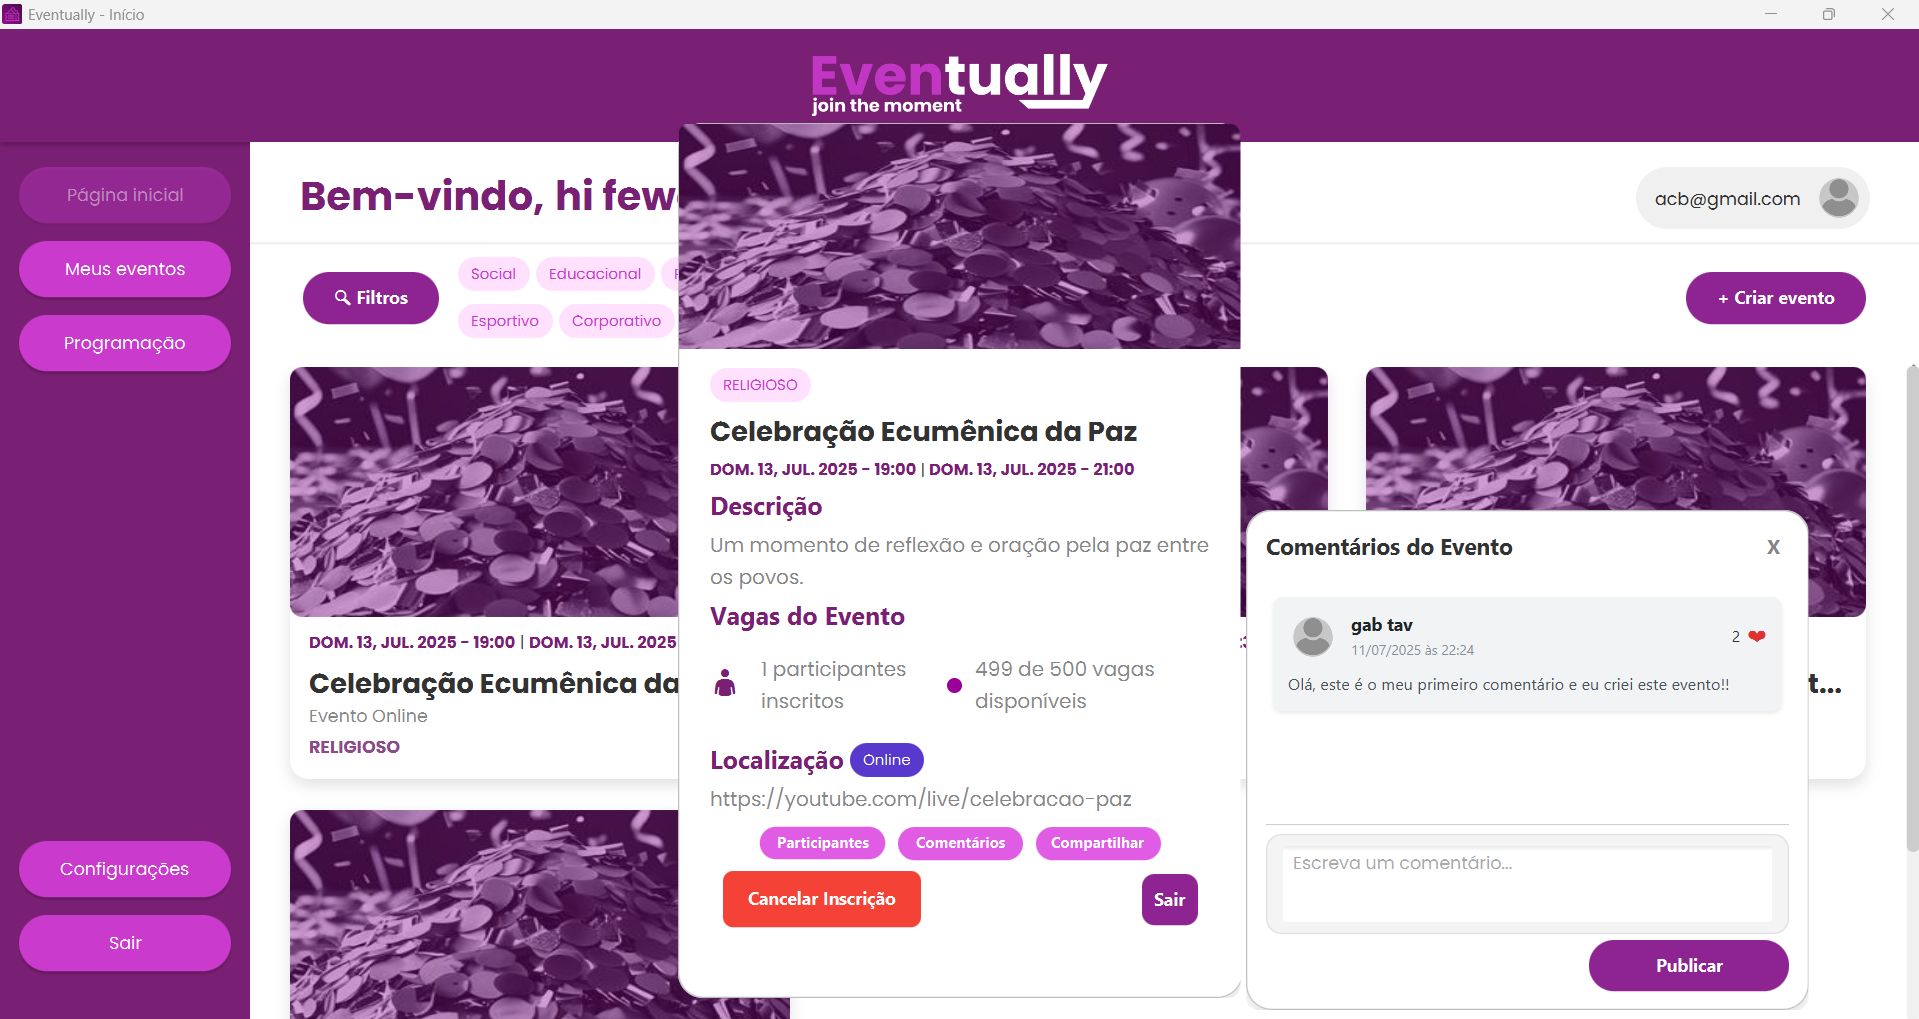 Eventually - Início
Eventually
join the moment
Página inicial
Meus eventos
Programação
Configurações
Sair
Bem-vindo, hi few
acb@gmail.com
🔍 Filtros
Social
Educacional
Esportivo
Corporativo
+ Criar evento
DOM. 13, JUL. 2025 - 19:00 | DOM. 13, JUL. 2025
Celebração Ecumênica da
Evento Online
RELIGIOSO
RELIGIOSO
Celebração Ecumênica da Paz
DOM. 13, JUL. 2025 - 19:00 | DOM. 13, JUL. 2025 - 21:00
Descrição
Um momento de reflexão e oração pela paz entre
os povos.
Vagas do Evento
1 participantes
inscritos
499 de 500 vagas
disponíveis
Localização Online
https://youtube.com/live/celebracao-paz
Participantes
Comentários
Compartilhar
Cancelar Inscrição
Sair
t...
Comentários do Evento
X
gab tav
11/07/2025 às 22:24
2 ❤
Olá, este é o meu primeiro comentário e eu criei este evento!!
Escreva um comentário...
Publicar